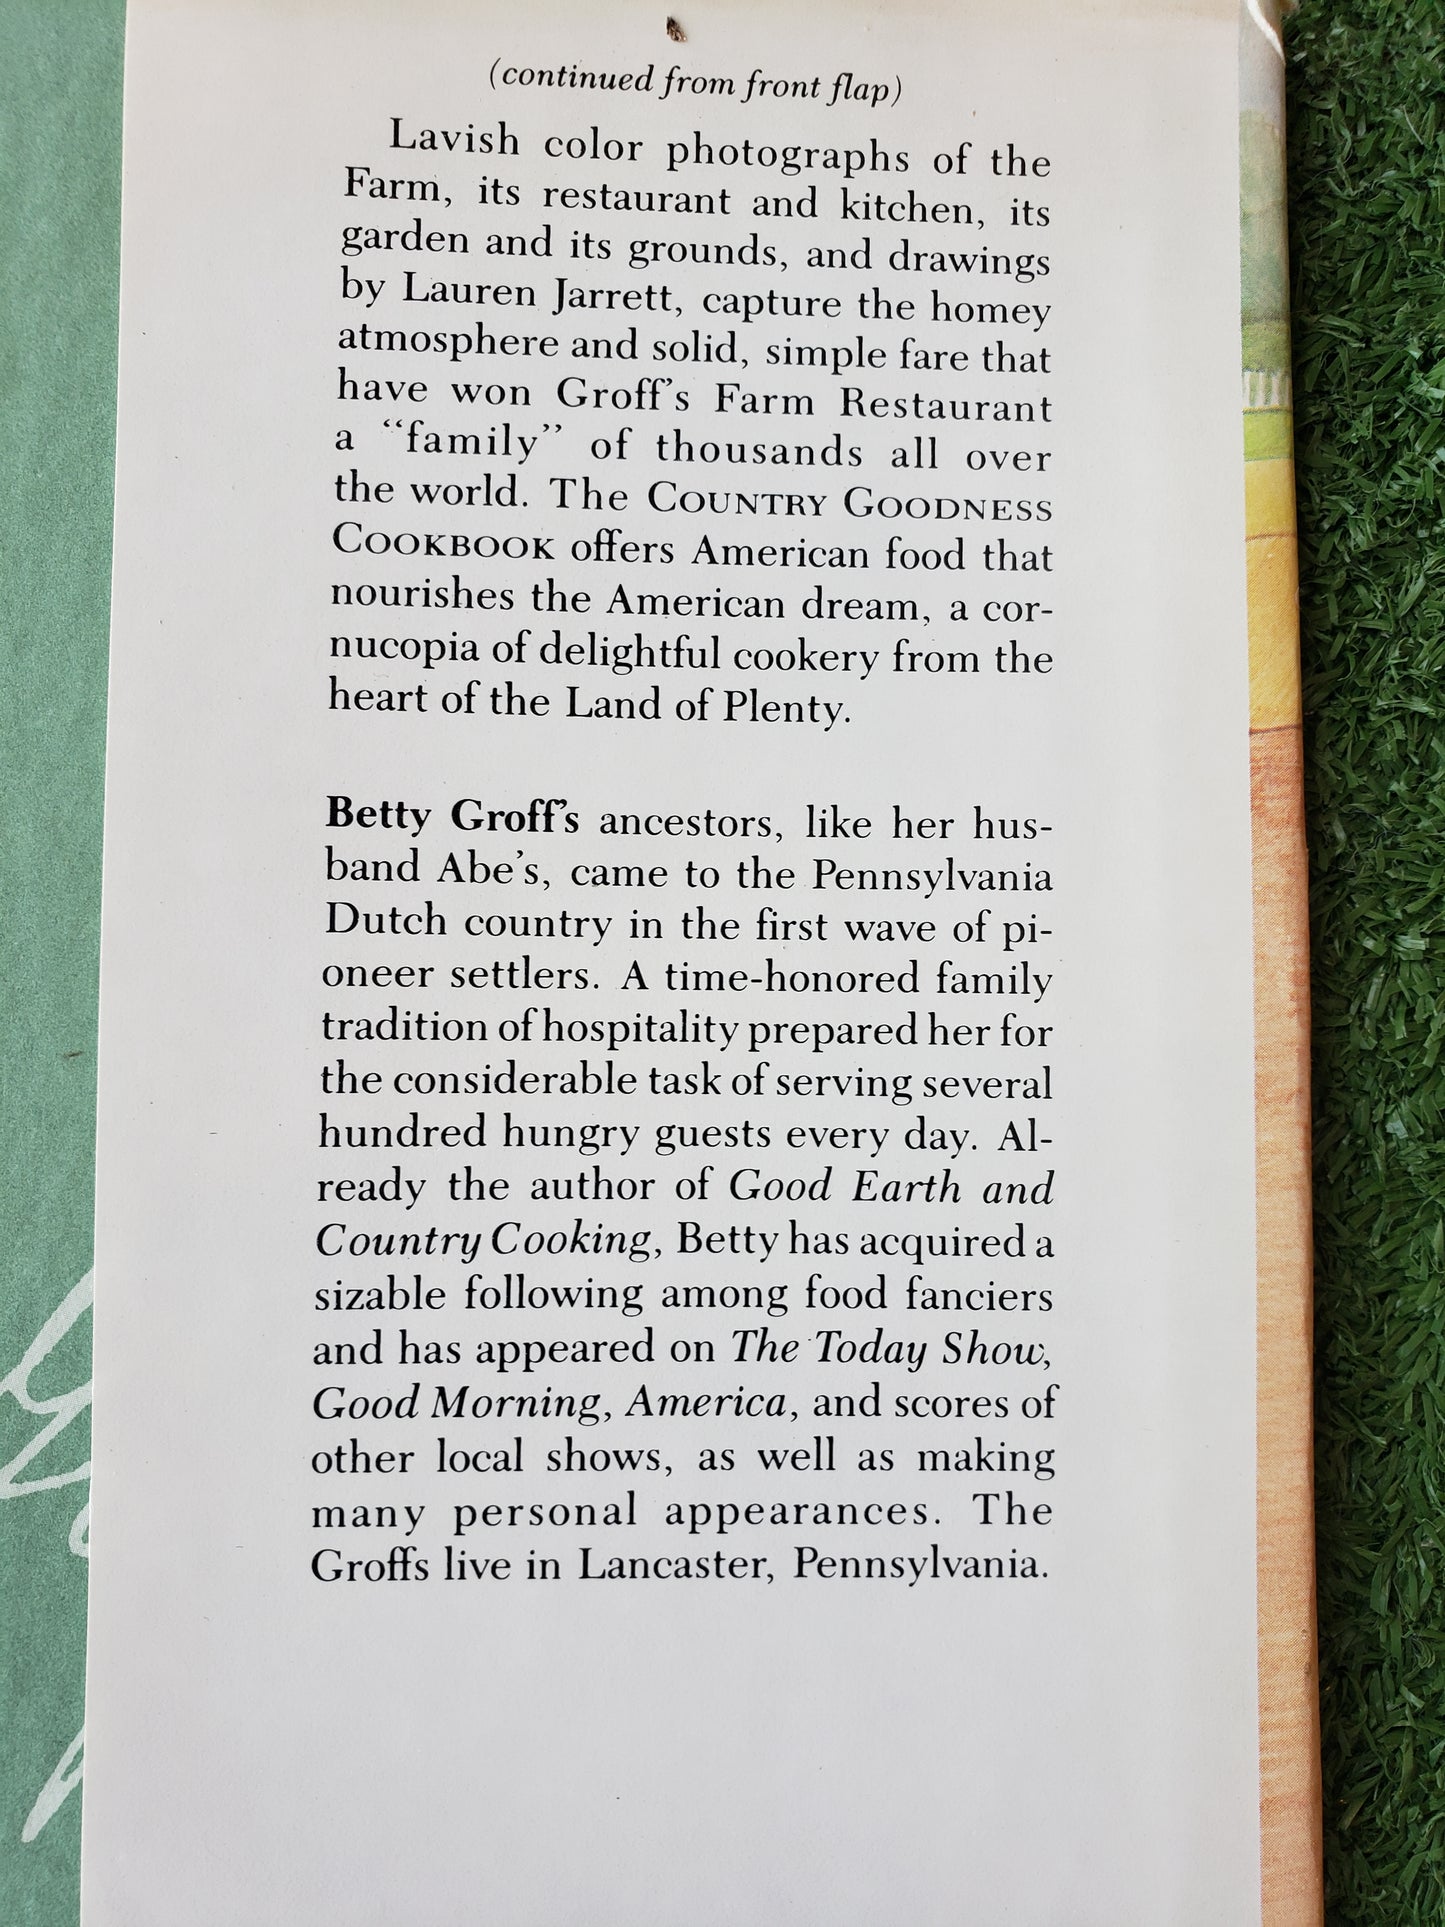 (continued from front flap)
Lavish color photographs of the
Farm, its restaurant and kitchen, its
garden and its grounds, and drawings
by Lauren Jarrett, capture the homey
atmosphere and solid, simple fare that
have won Groff's Farm Restaurant
a “family” of thousands all over
the world. The COUNTRY GOODNESS
COOKBOOK offers American food that
nourishes the American dream, a cor-
nucopia of delightful cookery from the
heart of the Land of Plenty.
Betty Groff's ancestors, like her hus-
band Abe's, came to the Pennsylvania
Dutch country in the first wave of pi-
oneer settlers. A time-honored family
tradition of hospitality prepared her for
the considerable task of serving several
hundred hungry guests every day. Al-
ready the author of Good Earth and
Country Cooking, Betty has acquired a
sizable following among food fanciers
and has appeared on The Today Show,
Good Morning, America, and scores of
other local shows, as well as making
many personal appearances. The
Groffs live in Lancaster, Pennsylvania.